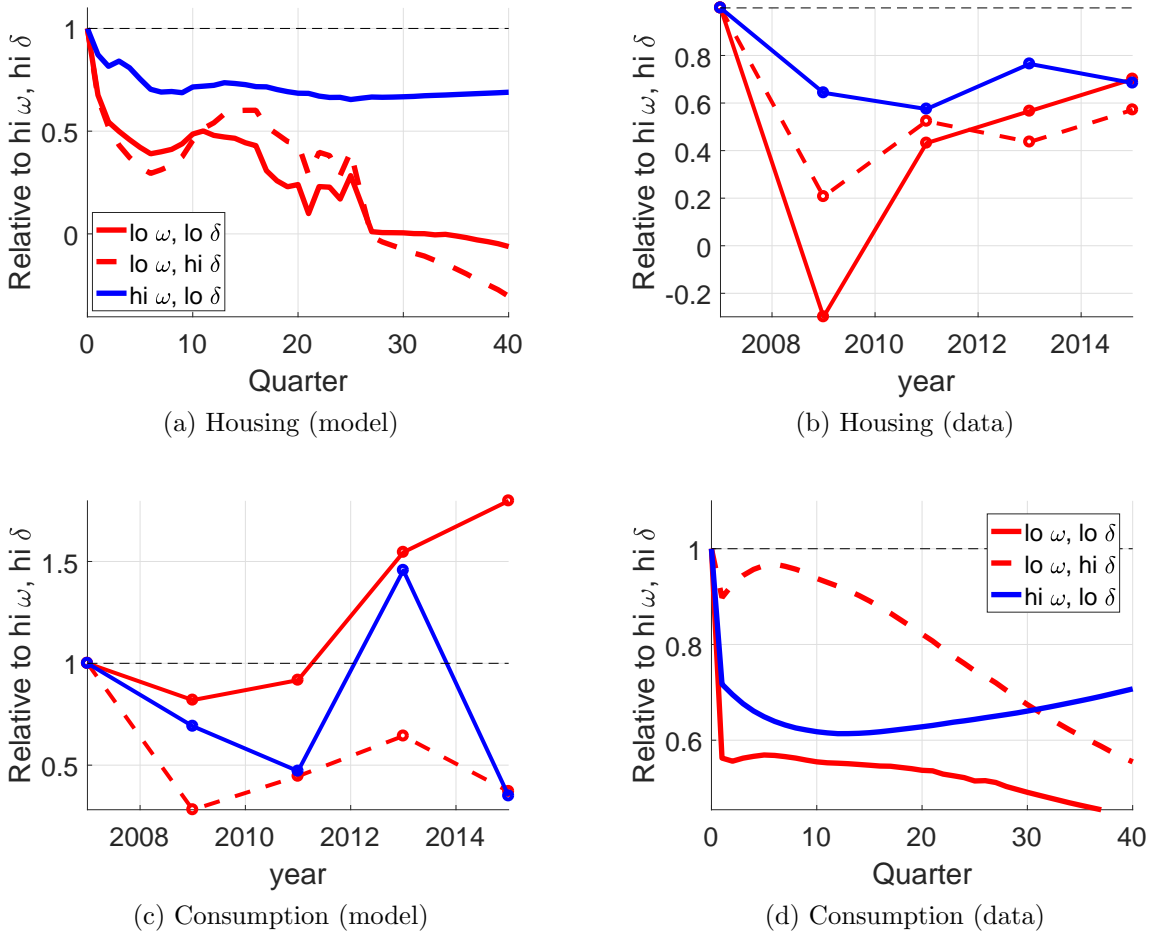 Relative to hi ω, hi δ
1
0.5
0
lo ω, lo δ
lo ω, hi δ
hi ω, lo δ
0 10 20 30 40
Quarter
(a) Housing (model)
Relative to hi ω, hi δ
0.8
0.6
0.4
0.2
0
-0.2
2008 2010 2012 2014
year
(b) Housing (data)
Relative to hi ω, hi δ
1.5
1
0.5
2008 2010 2012 2014
year
(c) Consumption (model)
Relative to hi ω, hi δ
1
0.8
0.6
lo ω, lo δ
lo ω, hi δ
hi ω, lo δ
0 10 20 30 40
Quarter
(d) Consumption (data)